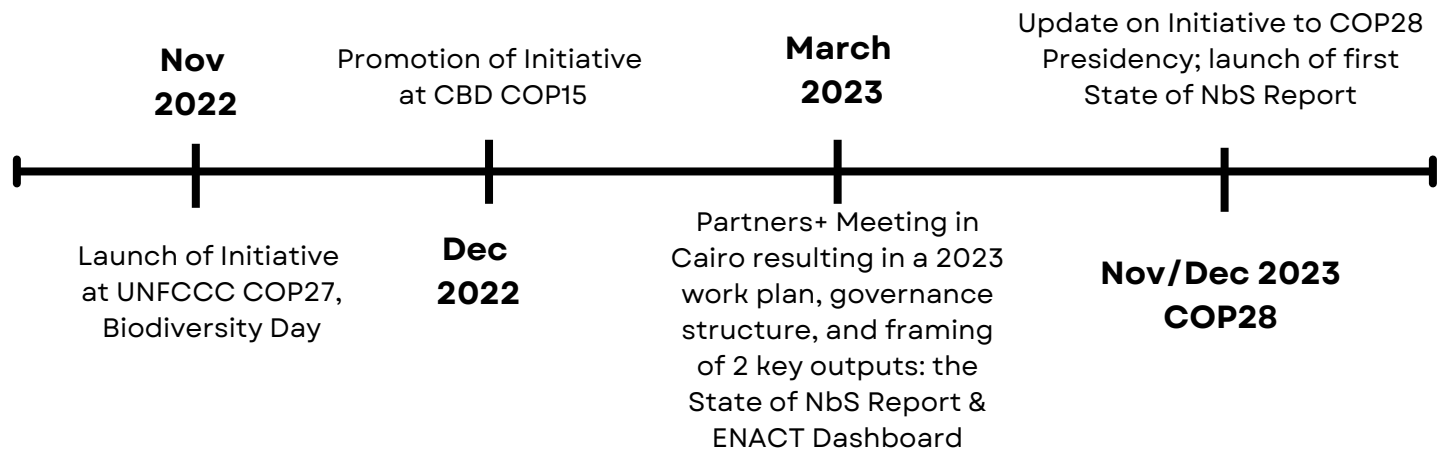 Nov
2022
Launch of Initiative
at UNFCCC COP27,
Biodiversity Day
Promotion of Initiative
at CBD COP15
Dec
2022
March
2023
Partners+ Meeting in
Cairo resulting in a 2023
work plan, governance
structure, and framing
of 2 key outputs: the
State of NbS Report &
ENACT Dashboard
Update on Initiative to COP28
Presidency; launch of first
State of NbS Report
Nov/Dec 2023
COP28